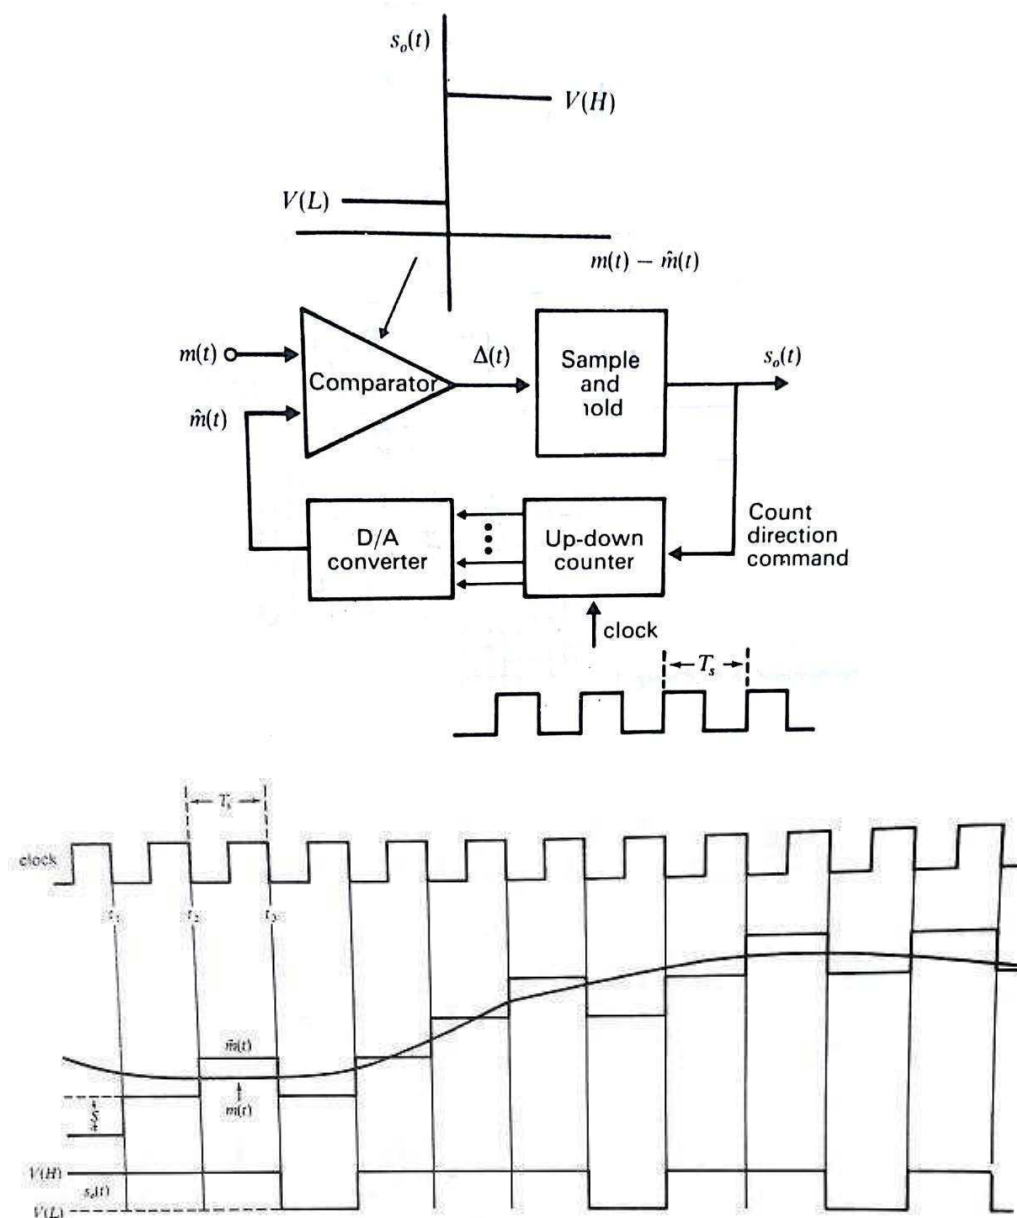 s_o(t)
V(H)
V(L)
m(t) − m̂(t)
m(t)
Comparator
Δ(t)
Sample
and
hold
s_o(t)
m̂(t)
D/A
converter
Up-down
counter
Count
direction
command
clock
T_s
T_s
clock
t_1
t_2
t_3
m̂(t)
m(t)
S
V(H)
s_o(t)
V(L)